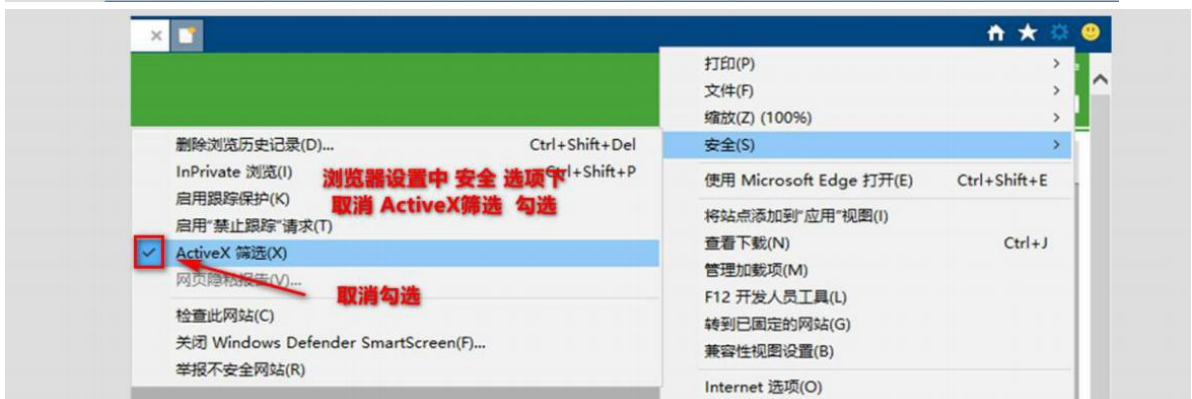 打印(P)
文件(F)
缩放(Z) (100%)
安全(S)
使用 Microsoft Edge 打开(E) Ctrl+Shift+E
将站点添加到"应用"视图(I)
查看下载(N) Ctrl+J
管理加载项(M)
F12 开发人员工具(L)
转到已固定的网站(G)
兼容性视图设置(B)
Internet 选项(O)
删除浏览历史记录(D)... Ctrl+Shift+Del
InPrivate 浏览(I) Ctrl+Shift+P
启用跟踪保护(K)
启用"禁止跟踪"请求(T)
ActiveX 筛选(X)
网页隐私报告(V)...
检查此网站(C)
关闭 Windows Defender SmartScreen(F)...
举报不安全网站(R)
浏览器设置中 安全 选项下
取消 ActiveX筛选 勾选
取消勾选